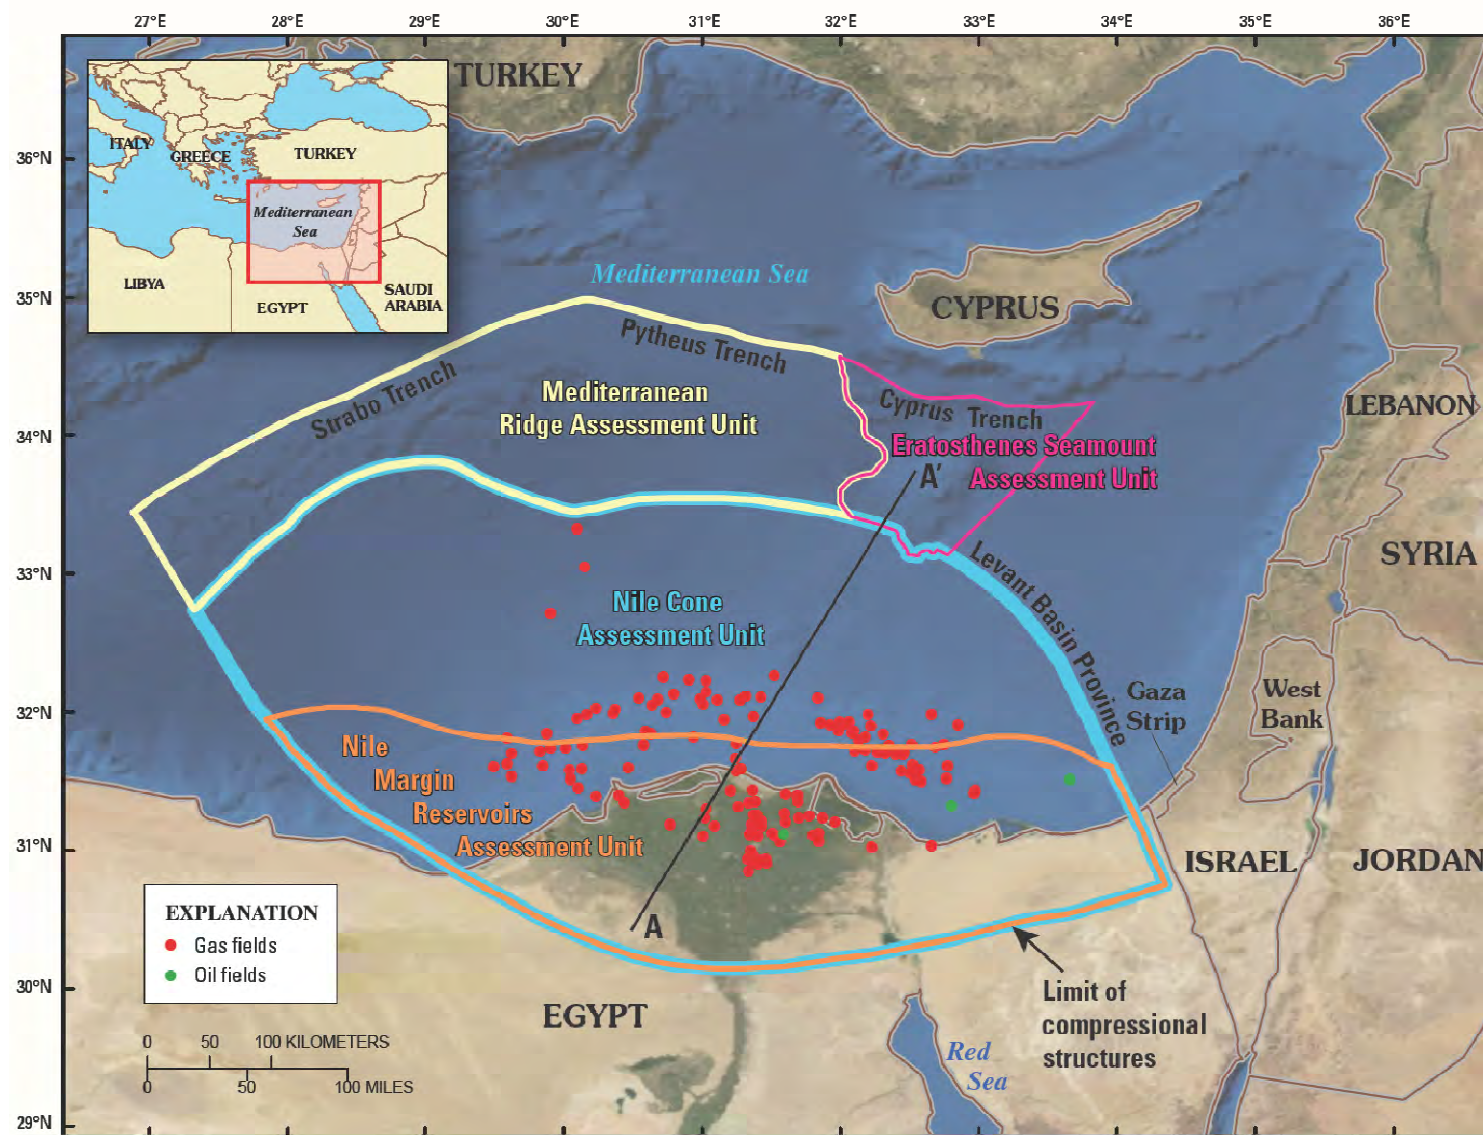 27°E 28°E 29°E 30°E 31°E 32°E 33°E 34°E 35°E 36°E
36°N
35°N
34°N
33°N
32°N
31°N
30°N
29°N
ITALY
GREECE
TURKEY
Mediterranean
Sea
LIBYA
EGYPT
SAUDI
ARABIA
TURKEY
Mediterranean Sea
CYPRUS
Strabo Trench
Pytheus Trench
Mediterranean
Ridge Assessment Unit
Cyprus Trench
Eratosthenes Seamount
Assessment Unit
A'
LEBANON
SYRIA
Levant Basin Province
Nile Cone
Assessment Unit
Gaza
Strip
West
Bank
Nile
Margin
Reservoirs
Assessment Unit
ISRAEL
JORDAN
A
EXPLANATION
Gas fields
Oil fields
EGYPT
Limit of
compressional
structures
Red
Sea
0 50 100 KILOMETERS
0 50 100 MILES